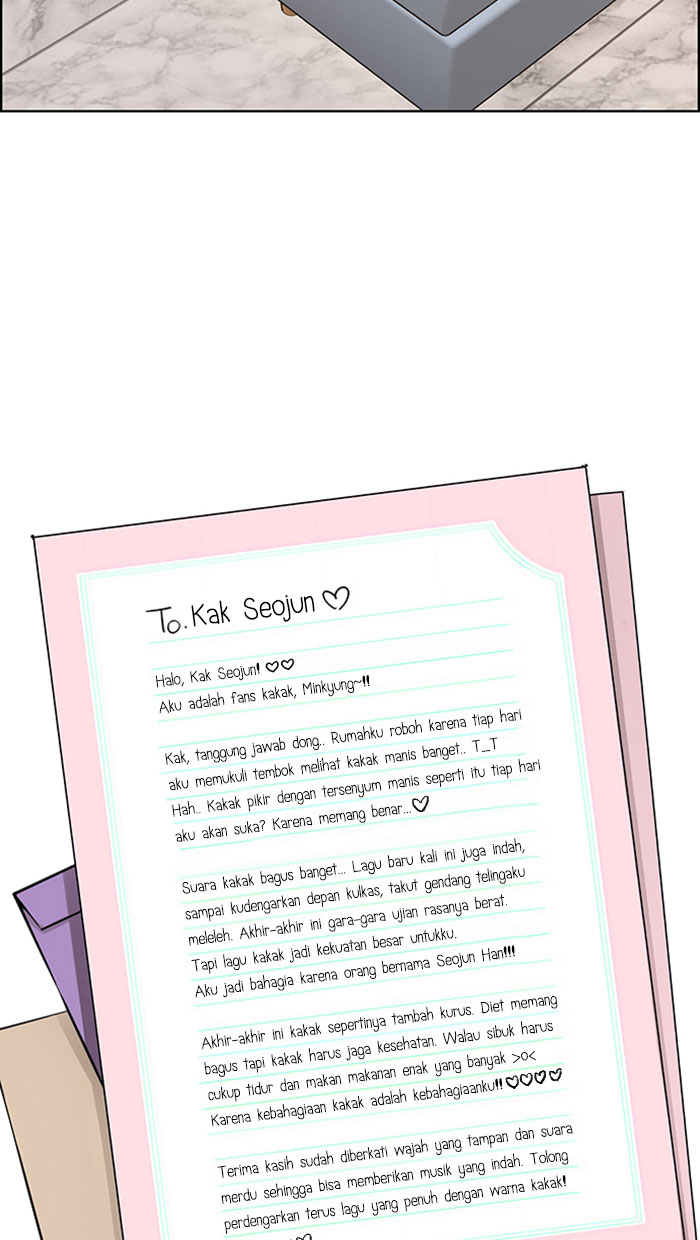 To. Kak Seojun ♡
Halo, Kak Seojun! ♡♡
Aku adalah fans kakak, Minkyung~!!
Kak, tanggung jawab dong.. Rumahku roboh karena tiap hari
aku memukuli tembok melihat kakak manis banget.. T_T
Hah.. Kakak pikir dengan tersenyum manis seperti itu tiap hari
aku akan suka? Karena memang benar...♡
Suara kakak bagus banget... Lagu baru kali ini juga indah,
sampai kudengarkan depan kulkas, takut gendang telingaku
meleleh. Akhir-akhir ini gara-gara ujian rasanya berat.
Tapi lagu kakak jadi kekuatan besar untukku.
Aku jadi bahagia karena orang bernama Seojun Han!!!
Akhir-akhir ini kakak sepertinya tambah kurus. Diet memang
bagus tapi kakak harus jaga kesehatan. Walau sibuk harus
cukup tidur dan makan makanan enak yang banyak >o<
Karena kebahagiaan kakak adalah kebahagiaanku!! ♡♡♡♡
Terima kasih sudah diberkati wajah yang tampan dan suara
merdu sehingga bisa memberikan musik yang indah. Tolong
perdengarkan terus lagu yang penuh dengan warna kakak!
♡